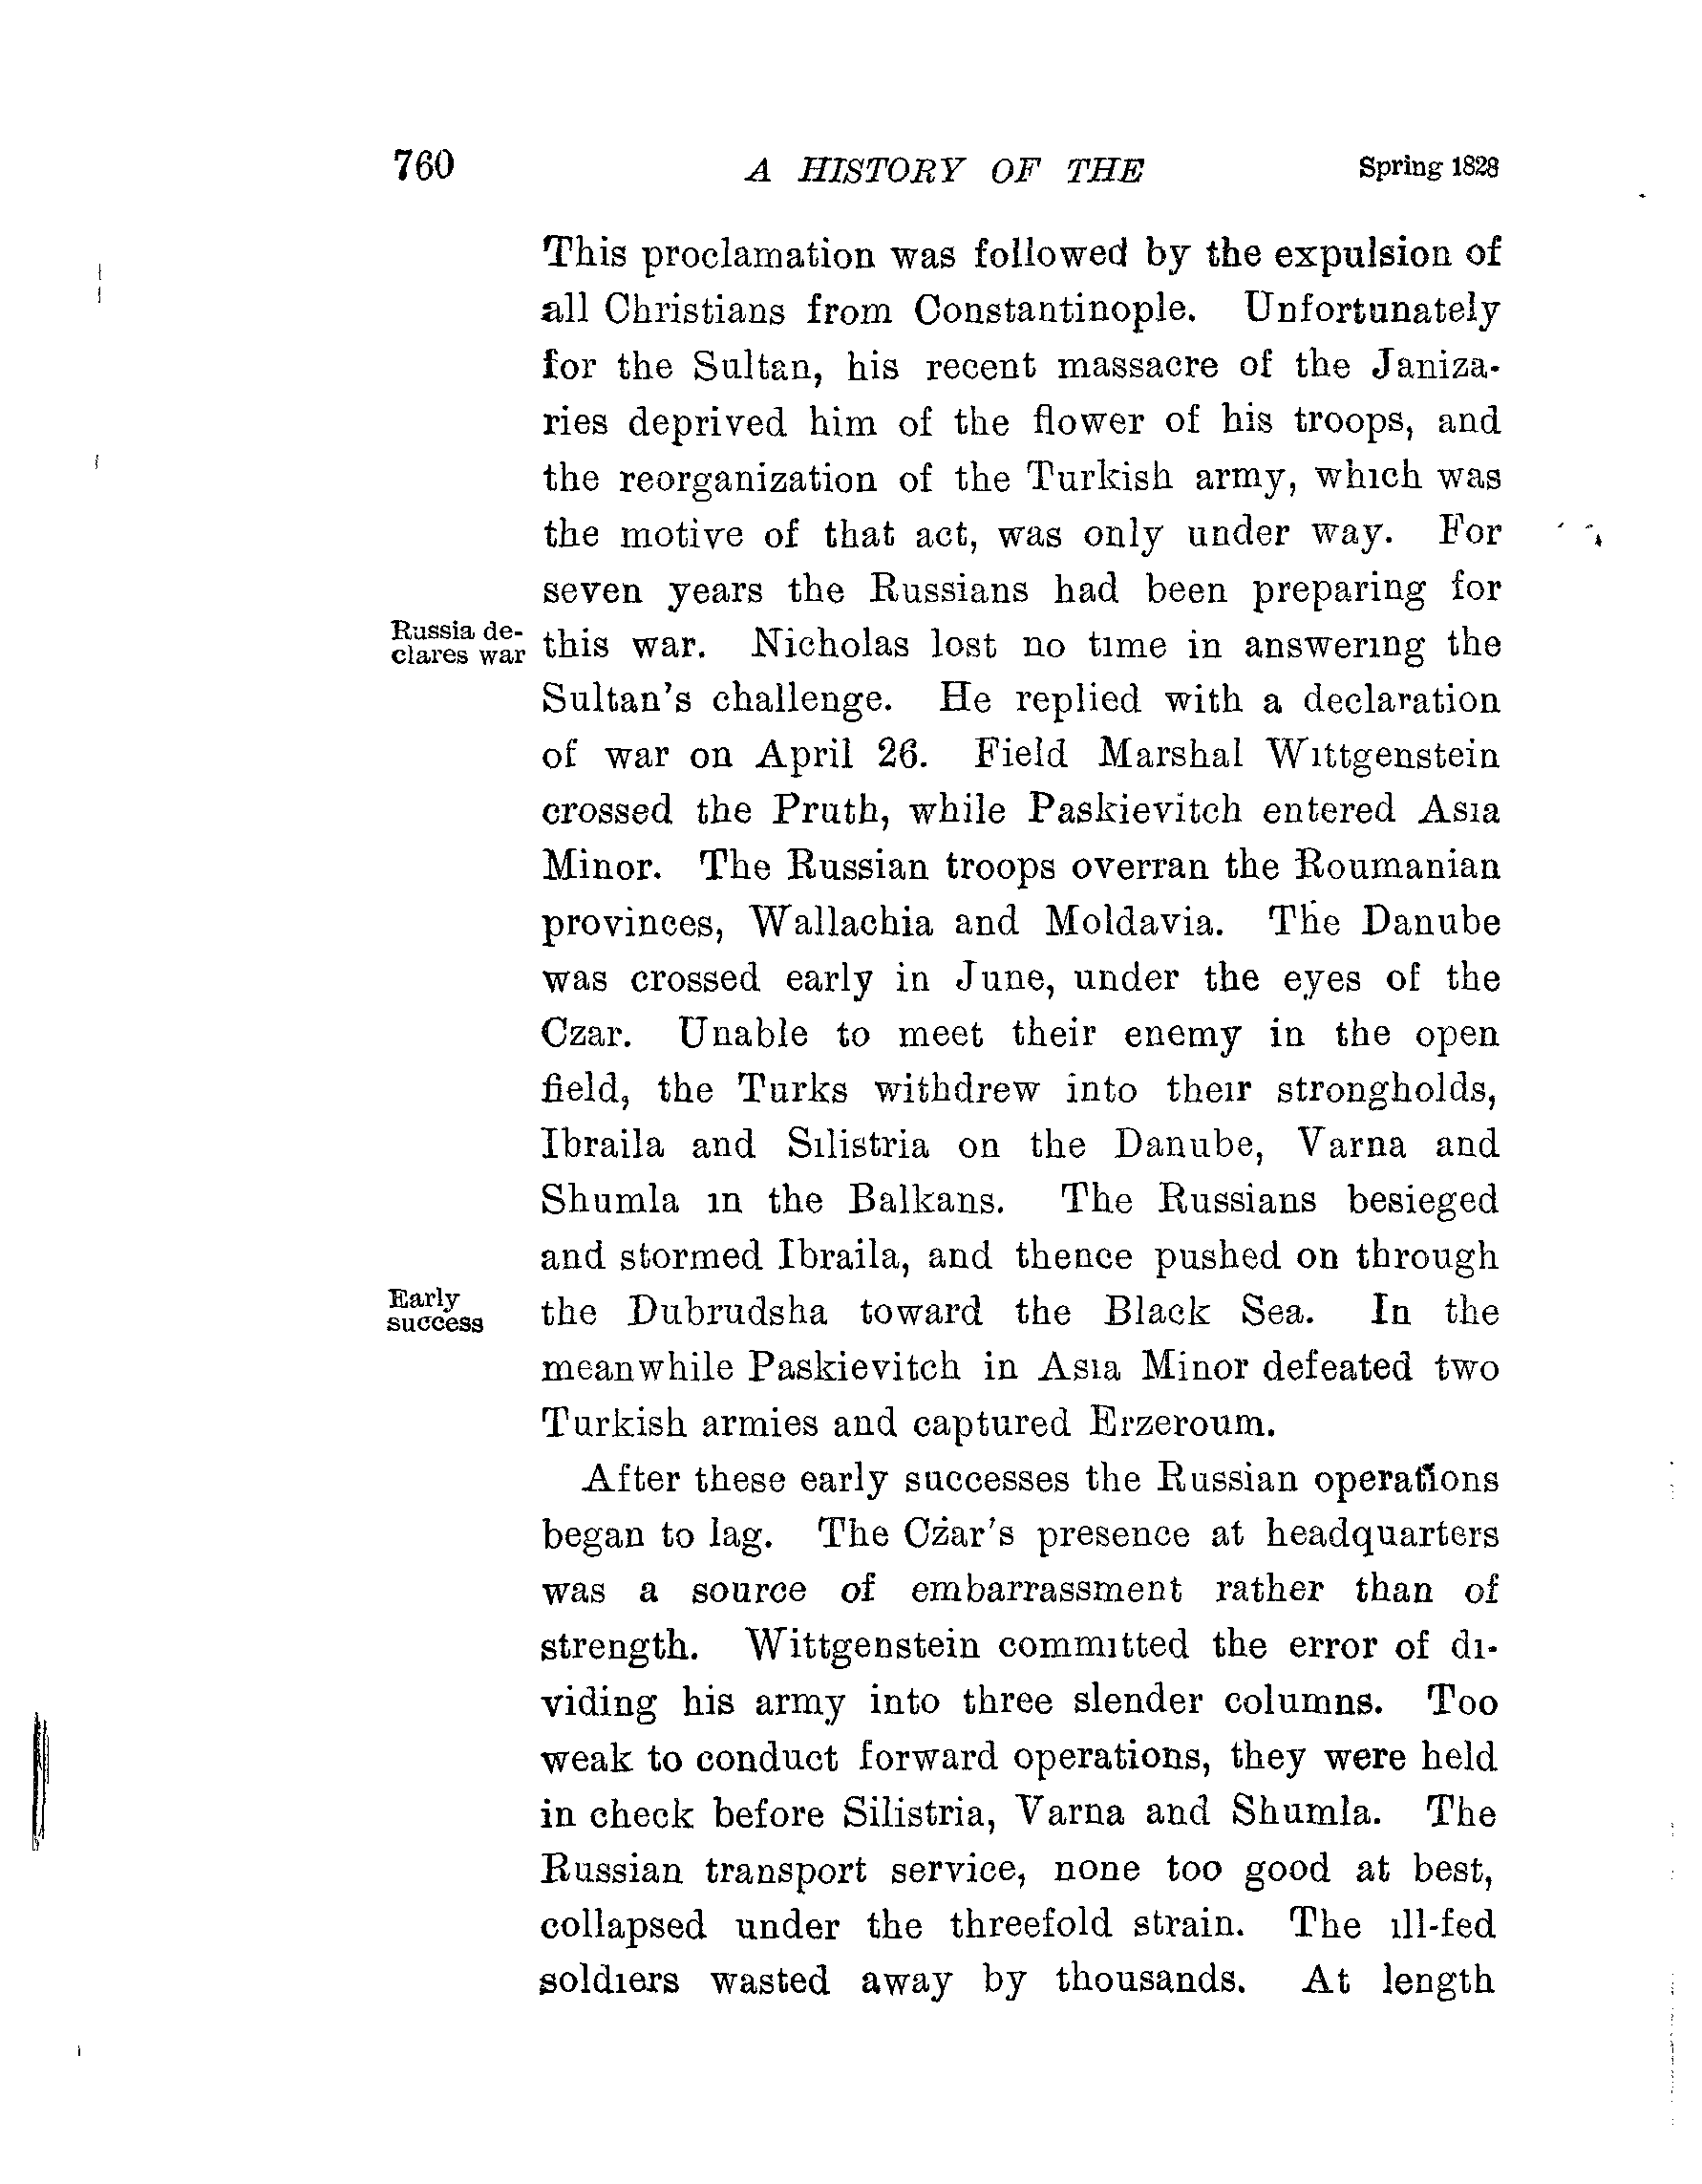 760 A HISTORY OF THE Spring 1828
This proclamation was followed by the expulsion of
all Christians from Constantinople. Unfortunately
for the Sultan, his recent massacre of the Janiza-
ries deprived him of the flower of his troops, and
the reorganization of the Turkish army, which was
the motive of that act, was only under way. For
seven years the Russians had been preparing for
Russia de-
clares war
this war. Nicholas lost no time in answering the
Sultan's challenge. He replied with a declaration
of war on April 26. Field Marshal Wittgenstein
crossed the Pruth, while Paskievitch entered Asia
Minor. The Russian troops overran the Roumanian
provinces, Wallachia and Moldavia. The Danube
was crossed early in June, under the eyes of the
Czar. Unable to meet their enemy in the open
field, the Turks withdrew into their strongholds,
Ibraila and Silistria on the Danube, Varna and
Shumla in the Balkans. The Russians besieged
and stormed Ibraila, and thence pushed on through
Early
success
the Dubrudsha toward the Black Sea. In the
meanwhile Paskievitch in Asia Minor defeated two
Turkish armies and captured Erzeroum.
After these early successes the Russian operations
began to lag. The Czar's presence at headquarters
was a source of embarrassment rather than of
strength. Wittgenstein committed the error of di-
viding his army into three slender columns. Too
weak to conduct forward operations, they were held
in check before Silistria, Varna and Shumla. The
Russian transport service, none too good at best,
collapsed under the threefold strain. The ill-fed
soldiers wasted away by thousands. At length